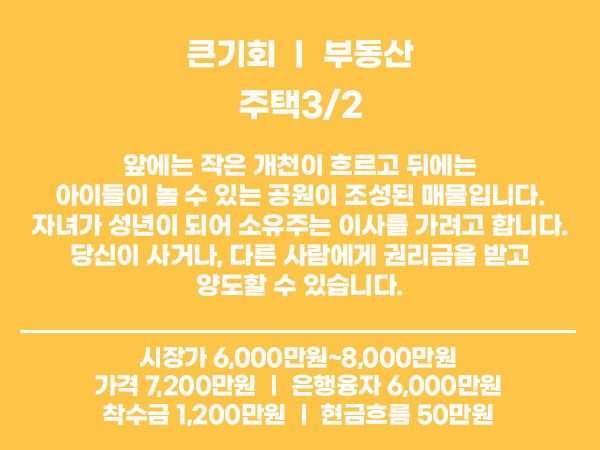 큰기회 | 부동산
주택3/2
앞에는 작은 개천이 흐르고 뒤에는
아이들이 놀 수 있는 공원이 조성된 매물입니다.
자녀가 성년이 되어 소유주는 이사를 가려고 합니다.
당신이 사거나, 다른 사람에게 권리금을 받고
양도할 수 있습니다.
시장가 6,000만원~8,000만원
가격 7,200만원 | 은행융자 6,000만원
착수금 1,200만원 | 현금흐름 50만원